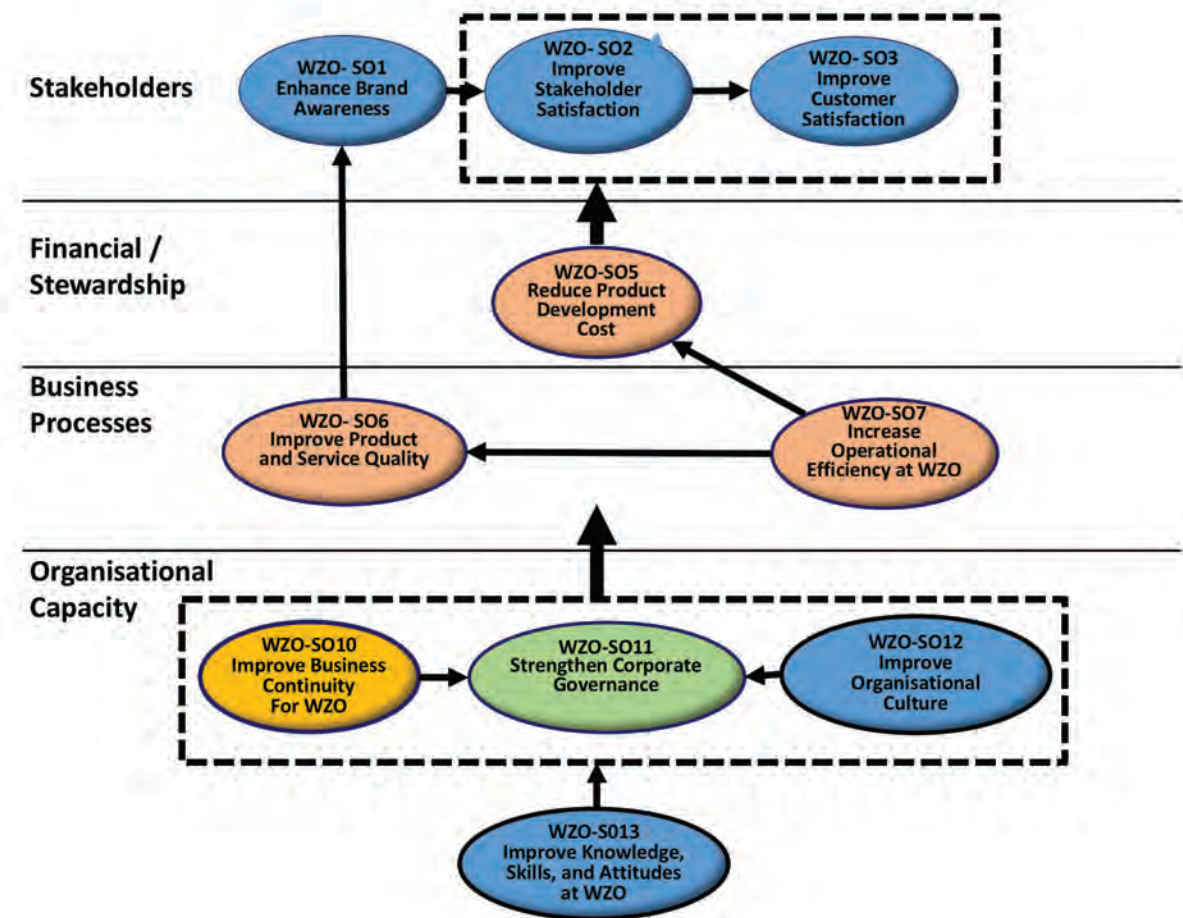 Stakeholders
WZO- SO1
Enhance Brand
Awareness
WZO- SO2
Improve
Stakeholder
Satisfaction
WZO- SO3
Improve
Customer
Satisfaction
Financial /
Stewardship
WZO-SO5
Reduce Product
Development
Cost
Business
Processes
WZO- SO6
Improve Product
and Service Quality
WZO-SO7
Increase
Operational
Efficiency at WZO
Organisational
Capacity
WZO-SO10
Improve Business
Continuity
For WZO
WZO-SO11
Strengthen Corporate
Governance
WZO-SO12
Improve
Organisational
Culture
WZO-S013
Improve Knowledge,
Skills, and Attitudes
at WZO